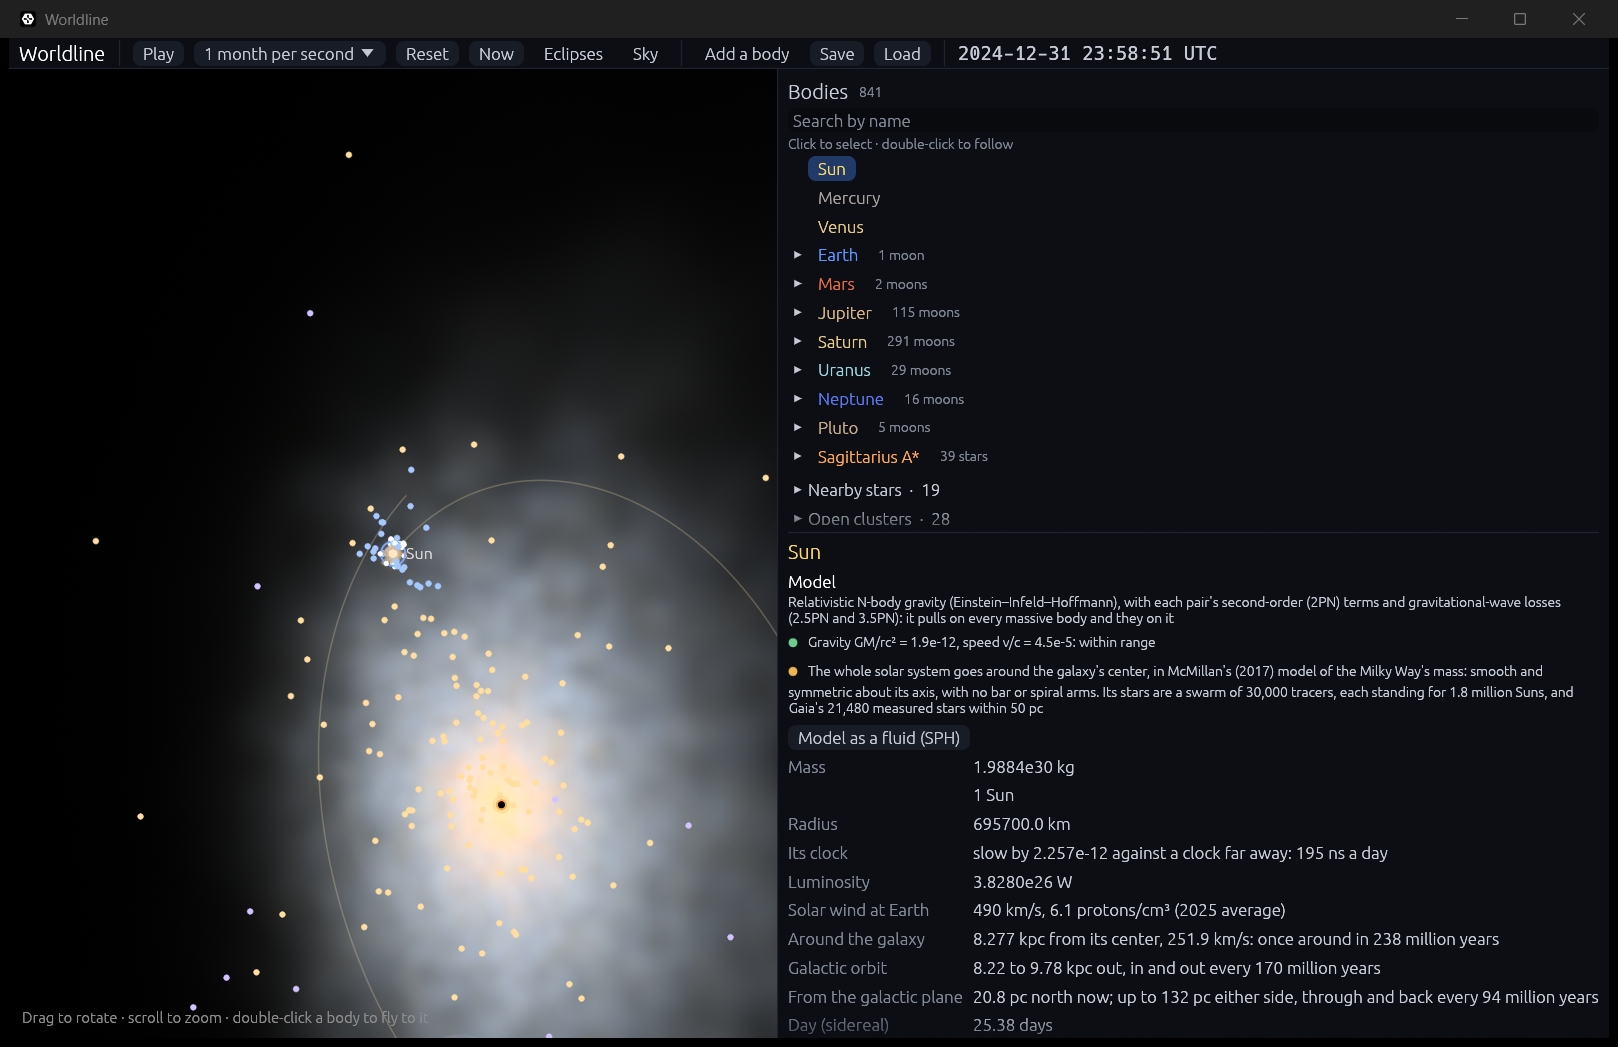 Worldline
Worldline Play 1 month per second Reset Now Eclipses Sky Add a body Save Load 2024-12-31 23:58:51 UTC
Bodies 841
Search by name
Click to select · double-click to follow
Sun
Mercury
Venus
Earth 1 moon
Mars 2 moons
Jupiter 115 moons
Saturn 291 moons
Uranus 29 moons
Neptune 16 moons
Pluto 5 moons
Sagittarius A* 39 stars
Nearby stars · 19
Open clusters · 28
Sun
Sun
Model
Relativistic N-body gravity (Einstein–Infeld–Hoffmann), with each pair's second-order (2PN) terms and gravitational-wave losses
(2.5PN and 3.5PN): it pulls on every massive body and they on it
Gravity GM/rc² = 1.9e-12, speed v/c = 4.5e-5: within range
The whole solar system goes around the galaxy's center, in McMillan's (2017) model of the Milky Way's mass: smooth and
symmetric about its axis, with no bar or spiral arms. Its stars are a swarm of 30,000 tracers, each standing for 1.8 million Suns, and
Gaia's 21,480 measured stars within 50 pc
Model as a fluid (SPH)
Mass 1.9884e30 kg
1 Sun
Radius 695700.0 km
Its clock slow by 2.257e-12 against a clock far away: 195 ns a day
Luminosity 3.8280e26 W
Solar wind at Earth 490 km/s, 6.1 protons/cm³ (2025 average)
Around the galaxy 8.277 kpc from its center, 251.9 km/s: once around in 238 million years
Galactic orbit 8.22 to 9.78 kpc out, in and out every 170 million years
From the galactic plane 20.8 pc north now; up to 132 pc either side, through and back every 94 million years
Day (sidereal) 25.38 days
Drag to rotate · scroll to zoom · double-click a body to fly to it